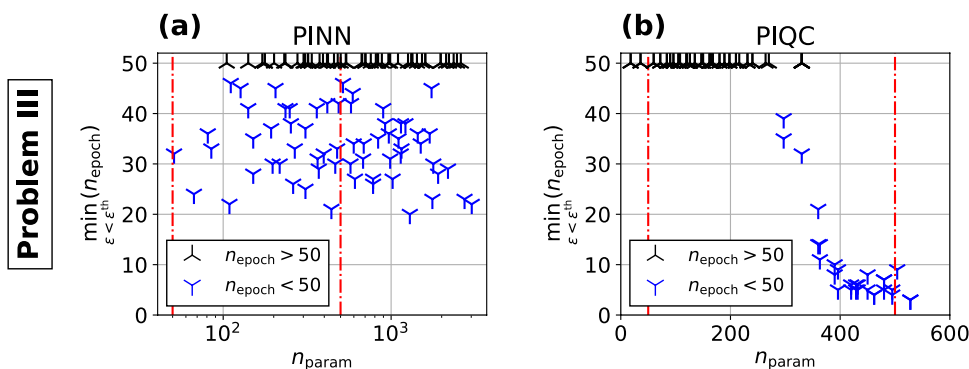 Problem III
(a)
PINN
min
ε < ε^th
(n_epoch)
50
40
30
20
10
0
n_epoch > 50
n_epoch < 50
10^2
10^3
n_param
(b)
PIQC
min
ε < ε^th
(n_epoch)
50
40
30
20
10
0
n_epoch > 50
n_epoch < 50
0
200
400
600
n_param